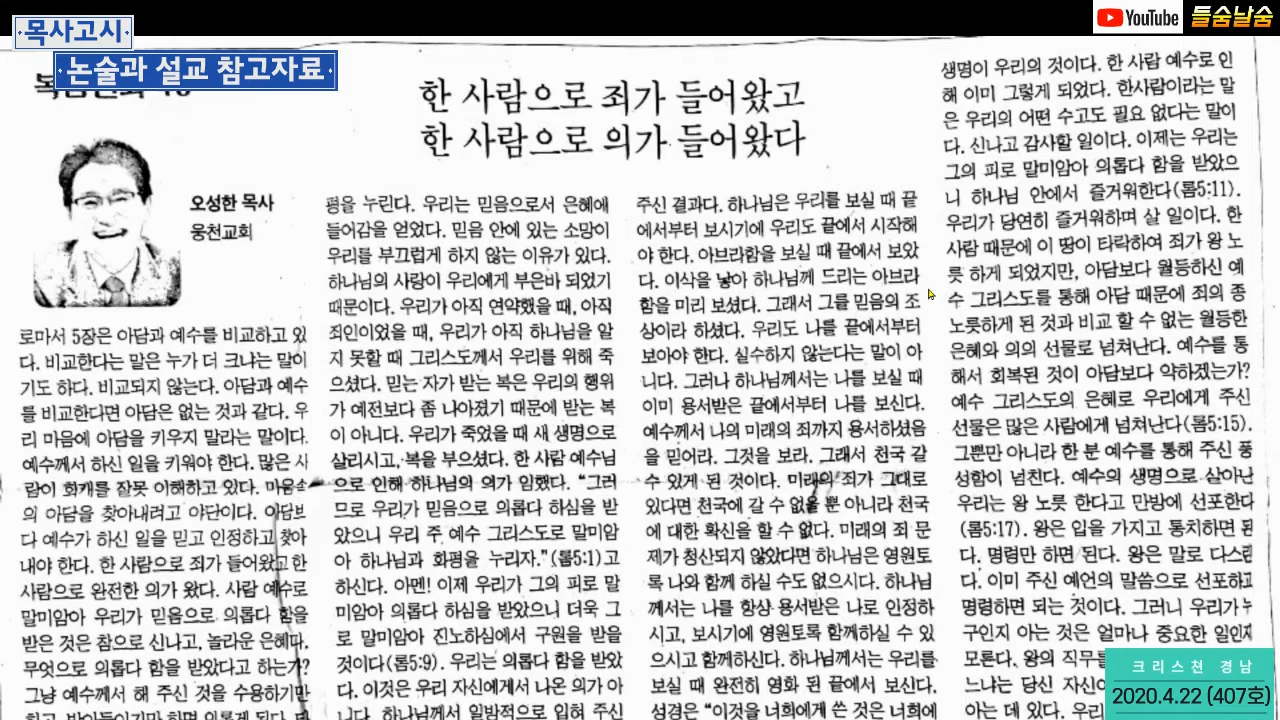 목사고시
논술과 설교 참고자료
YouTube
들숨날숨
한 사람으로 죄가 들어왔고
한 사람으로 의가 들어왔다
오성한 목사
웅천교회
로마서 5장은 아담과 예수를 비교하고 있
다. 비교한다는 말은 누가 더 크냐는 말이
기도 하다. 비교되지 않는다. 아담과 예수
를 비교한다면 아담은 없는 것과 같다. 우
리 마음에 아담을 키우지 말라는 말이다.
예수께서 하신 일을 키워야 한다. 많은 사
람이 회개를 잘못 이해하고 있다. 마음속
의 아담을 찾아내려고 야단이다. 아담보
다 예수가 하신 일을 믿고 인정하고 찾아
내야 한다. 한 사람으로 죄가 들어왔고 한
사람으로 완전한 의가 왔다. 사람 예수로
말미암아 우리가 믿음으로 의롭다 함을
받은 것은 참으로 신나고, 놀라운 은혜다.
무엇으로 의롭다 함을 받았다고 하는가?
그냥 예수께서 해 주신 것을 수용하기만
평을 누린다. 우리는 믿음으로서 은혜에
들어감을 얻었다. 믿음 안에 있는 소망이
우리를 부끄럽게 하지 않는 이유가 있다.
하나님의 사랑이 우리에게 부은바 되었기
때문이다. 우리가 아직 연약했을 때, 아직
죄인이었을 때, 우리가 아직 하나님을 알
지 못할 때 그리스도께서 우리를 위해 죽
으셨다. 믿는 자가 받는 복은 우리의 행위
가 예전보다 좀 나아졌기 때문에 받는 복
이 아니다. 우리가 죽었을 때 새 생명으로
살리시고, 복을 부으셨다. 한 사람 예수님
으로 인해 하나님의 의가 임했다. “그러
므로 우리가 믿음으로 의롭다 하심을 받
았으니 우리 주 예수 그리스도로 말미암
아 하나님과 화평을 누리자.”(롬5:1)고
하신다. 아멘! 이제 우리가 그의 피로 말
미암아 의롭다 하심을 받았으니 더욱 그
로 말미암아 진노하심에서 구원을 받을
것이다(롬5:9). 우리는 의롭다 함을 받았
다. 이것은 우리 자신에게서 나온 의가 아
니다. 하나님께서 일방적으로 입혀 주신
주신 결과다. 하나님은 우리를 보실 때 끝
에서부터 보시기에 우리도 끝에서 시작해
야 한다. 아브라함을 보실 때 끝에서 보았
다. 이삭을 낳아 하나님께 드리는 아브라
함을 미리 보셨다. 그래서 그를 믿음의 조
상이라 하셨다. 우리도 나를 끝에서부터
보아야 한다. 실수하지 않는다는 말이 아
니다. 그러나 하나님께서는 나를 보실 때
이미 용서받은 끝에서부터 나를 보신다.
예수께서 나의 미래의 죄까지 용서하셨음
을 믿어라. 그것을 보라. 그래서 천국 갈
수 있게 된 것이다. 미래의 죄가 그대로
있다면 천국에 갈 수 없을 뿐 아니라 천국
에 대한 확신을 할 수 없다. 미래의 죄 문
제가 청산되지 않았다면 하나님은 영원토
록 나와 함께 하실 수도 없으시다. 하나님
께서는 나를 항상 용서받은 나로 인정하
시고, 보시기에 영원토록 함께하실 수 있
으시고 함께하신다. 하나님께서는 우리를
보실 때 완전히 영화 된 끝에서 보신다.
성경은 “이것을 너희에게 쓴 것은 너희에
생명이 우리의 것이다. 한 사람 예수로 인
해 이미 그렇게 되었다. 한사람이라는 말
은 우리의 어떤 수고도 필요 없다는 말이
다. 신나고 감사할 일이다. 이제는 우리는
그의 피로 말미암아 의롭다 함을 받았으
니 하나님 안에서 즐거워한다(롬5:11).
우리가 당연히 즐거워하며 살 일이다. 한
사람 때문에 이 땅이 타락하여 죄가 왕 노
릇 하게 되었지만, 아담보다 월등하신 예
수 그리스도를 통해 아담 때문에 죄의 종
노릇하게 된 것과 비교 할 수 없는 월등한
은혜와 의의 선물로 넘쳐난다. 예수를 통
해서 회복된 것이 아담보다 약하겠는가?
예수 그리스도의 은혜로 우리에게 주신
선물은 많은 사람에게 넘쳐난다(롬5:15).
그뿐만 아니라 한 분 예수를 통해 주신 풍
성함이 넘친다. 예수의 생명으로 살아난
우리는 왕 노릇 한다고 만방에 선포한다
(롬5:17). 왕은 입을 가지고 통치하면 된
다. 명령만 하면 된다. 왕은 말로 다스린
다. 이미 주신 예언의 말씀으로 선포하고
명령하면 되는 것이다. 그러니 우리가 누
구인지 아는 것은 얼마나 중요한 일인지
모른다. 왕의 직무를
느냐는 당신 자신이
아는 데 있다. 우리
크리스천 경남
2020.4.22 (407호)